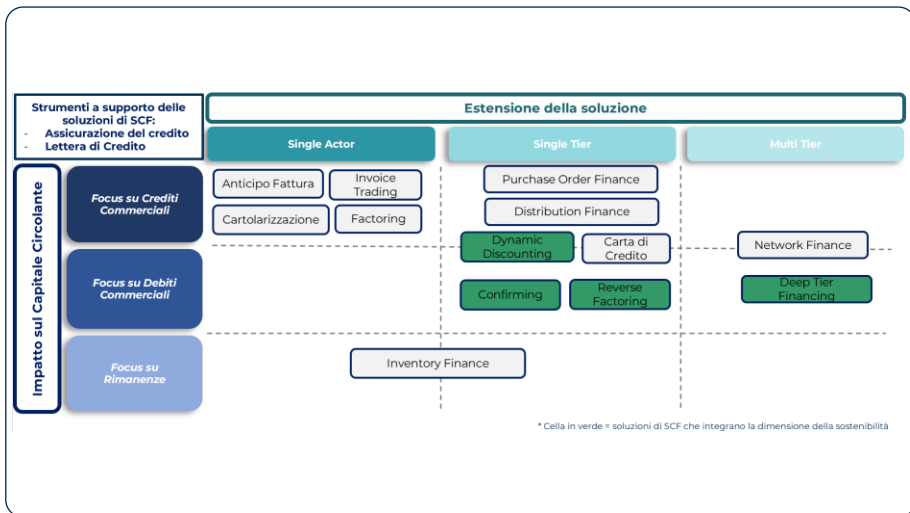 Strumenti a supporto delle
soluzioni di SCF:
- Assicurazione del credito
- Lettera di Credito
Estensione della soluzione
Single Actor
Single Tier
Multi Tier
Impatto sul Capitale Circolante
Focus su Crediti
Commerciali
Anticipo Fattura
Invoice
Trading
Cartolarizzazione
Factoring
Purchase Order Finance
Distribution Finance
Dynamic
Discounting
Carta di
Credito
Network Finance
Focus su Debiti
Commerciali
Confirming
Reverse
Factoring
Deep Tier
Financing
Focus su
Rimanenze
Inventory Finance
* Cella in verde = soluzioni di SCF che integrano la dimensione della sostenibilità